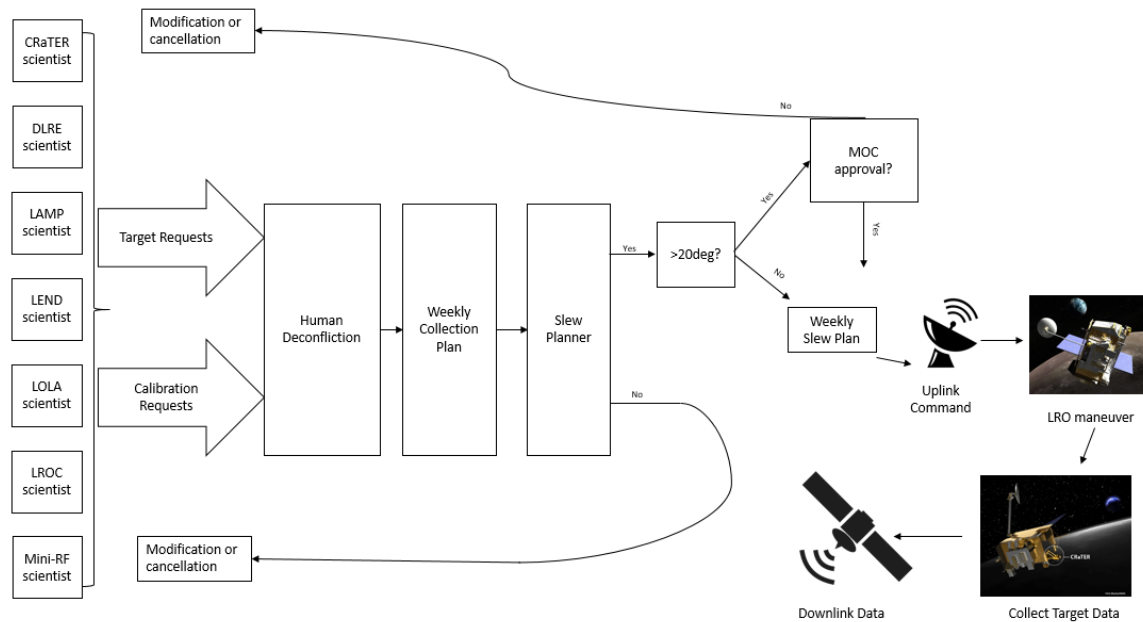 CRaTER
scientist
DLRE
scientist
LAMP
scientist
LEND
scientist
LOLA
scientist
LROC
scientist
Mini-RF
scientist
Modification or
cancellation
Target Requests
Calibration
Requests
Human
Deconfliction
Weekly
Collection
Plan
Slew
Planner
Yes
No
>20deg?
Yes
No
MOC
approval?
No
Yes
Weekly
Slew Plan
Uplink
Command
LRO maneuver
CRaTER
Collect Target Data
Downlink Data
Modification or
cancellation